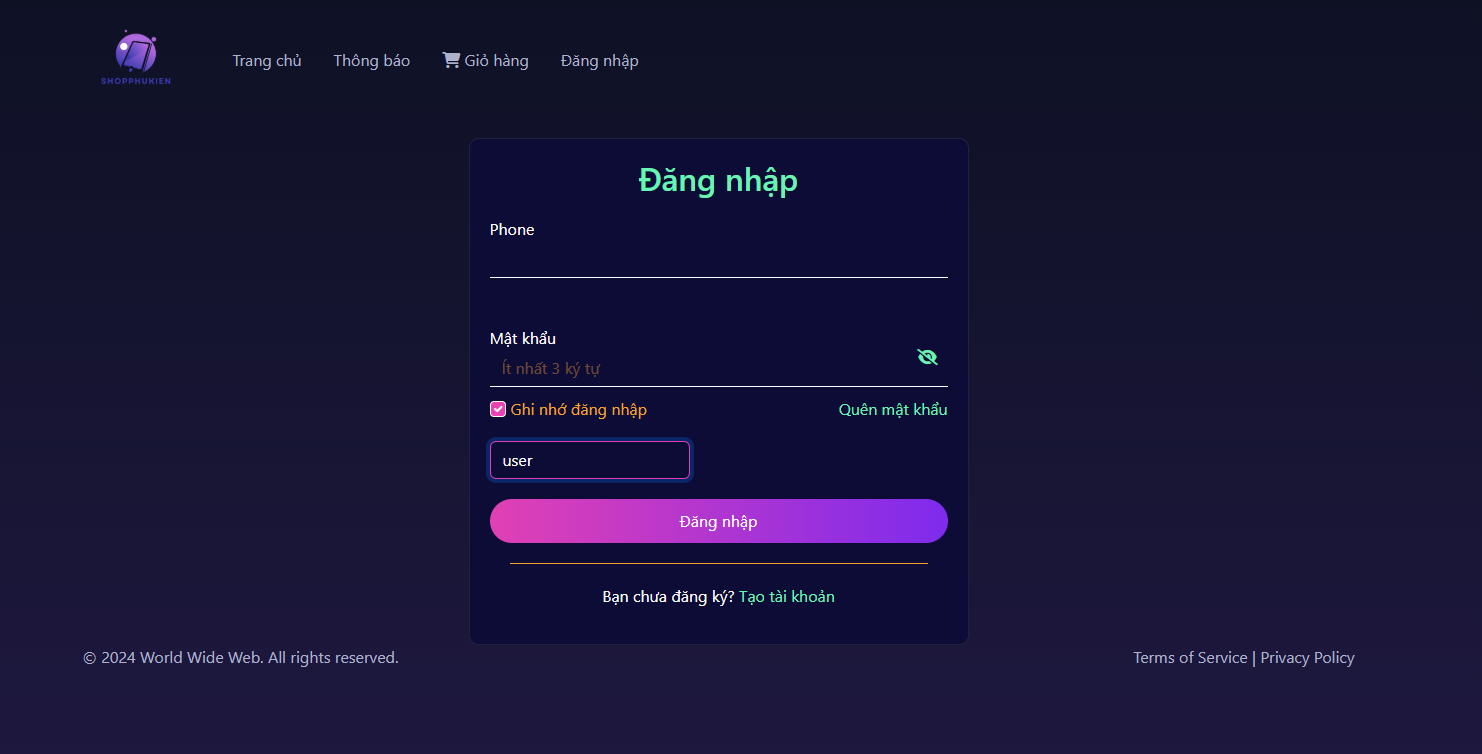 SHOPPHUKIEN
Trang chủ Thông báo Giỏ hàng Đăng nhập
Đăng nhập
Phone
Mật khẩu
Ít nhất 3 ký tự
Ghi nhớ đăng nhập Quên mật khẩu
user
Đăng nhập
Bạn chưa đăng ký? Tạo tài khoản
© 2024 World Wide Web. All rights reserved. Terms of Service | Privacy Policy